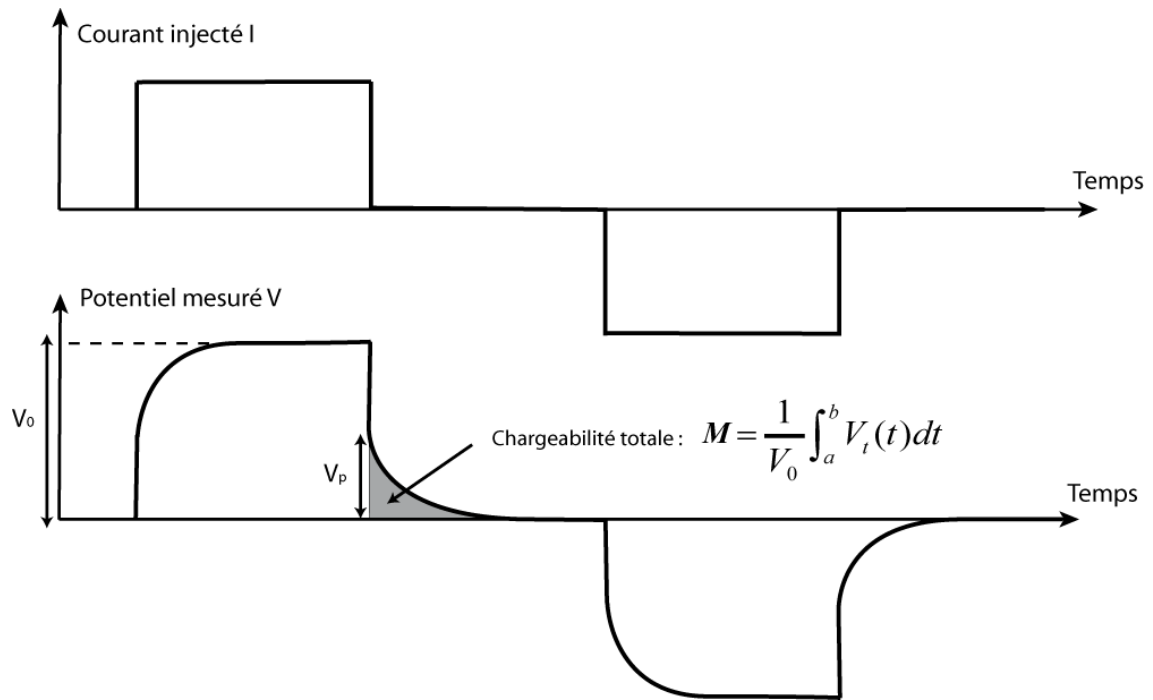 Courant injecté I
Temps
Potentiel mesuré V
V₀
Vₚ
Chargeabilité totale : M = 1/V₀ ∫ₐᵇ Vₜ(t)dt
Temps